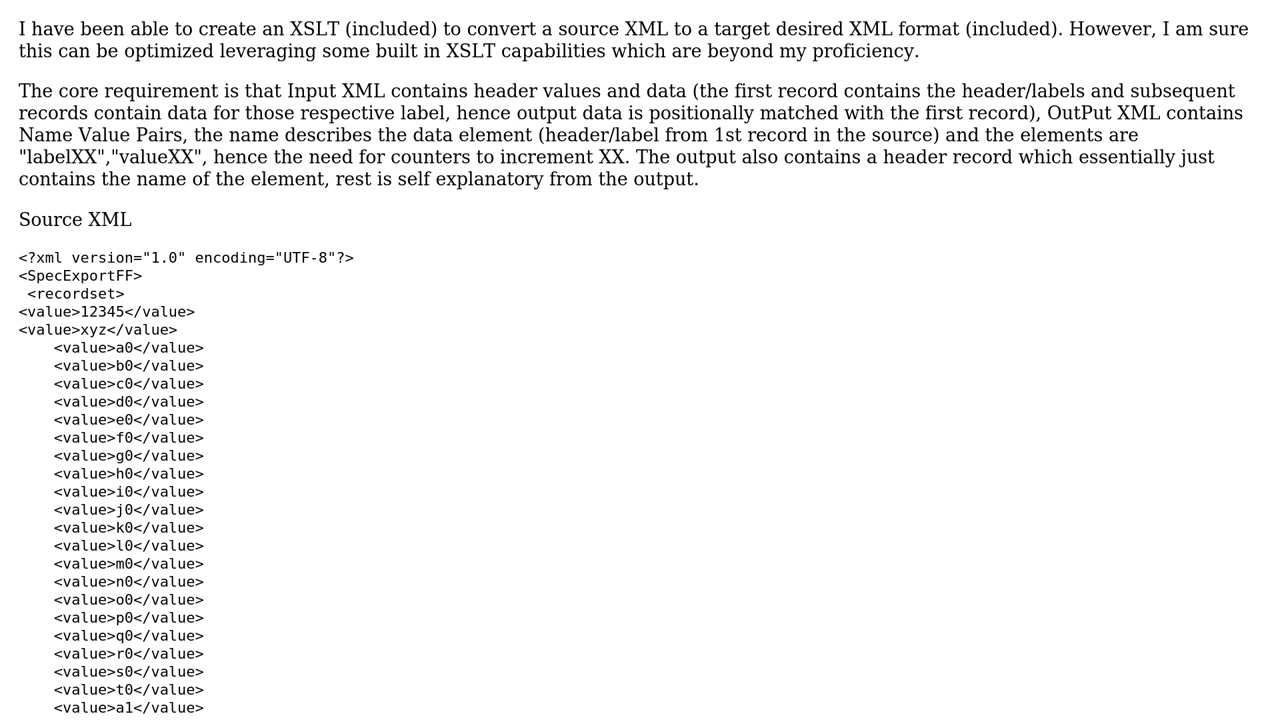 I have been able to create an XSLT (included) to convert a source XML to a target desired XML format (included). However, I am sure
this can be optimized leveraging some built in XSLT capabilities which are beyond my proficiency.
The core requirement is that Input XML contains header values and data (the first record contains the header/labels and subsequent
records contain data for those respective label, hence output data is positionally matched with the first record), OutPut XML contains
Name Value Pairs, the name describes the data element (header/label from 1st record in the source) and the elements are
"labelXX","valueXX", hence the need for counters to increment XX. The output also contains a header record which essentially just
contains the name of the element, rest is self explanatory from the output.
Source XML
<?xml version="1.0" encoding="UTF-8"?>
<SpecExportFF>
 <recordset>
<value>12345</value>
<value>xyz</value>
    <value>a0</value>
    <value>b0</value>
    <value>c0</value>
    <value>d0</value>
    <value>e0</value>
    <value>f0</value>
    <value>g0</value>
    <value>h0</value>
    <value>i0</value>
    <value>j0</value>
    <value>k0</value>
    <value>l0</value>
    <value>m0</value>
    <value>n0</value>
    <value>o0</value>
    <value>p0</value>
    <value>q0</value>
    <value>r0</value>
    <value>s0</value>
    <value>t0</value>
    <value>a1</value>